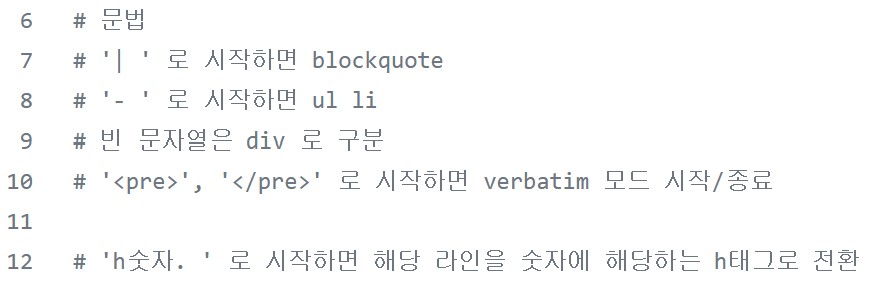 6 # 문법
7 # '| ' 로 시작하면 blockquote
8 # '- ' 로 시작하면 ul li
9 # 빈 문자열은 div 로 구분
10 # '<pre>', '</pre>' 로 시작하면 verbatim 모드 시작/종료
11
12 # 'h숫자. ' 로 시작하면 해당 라인을 숫자에 해당하는 h태그로 전환